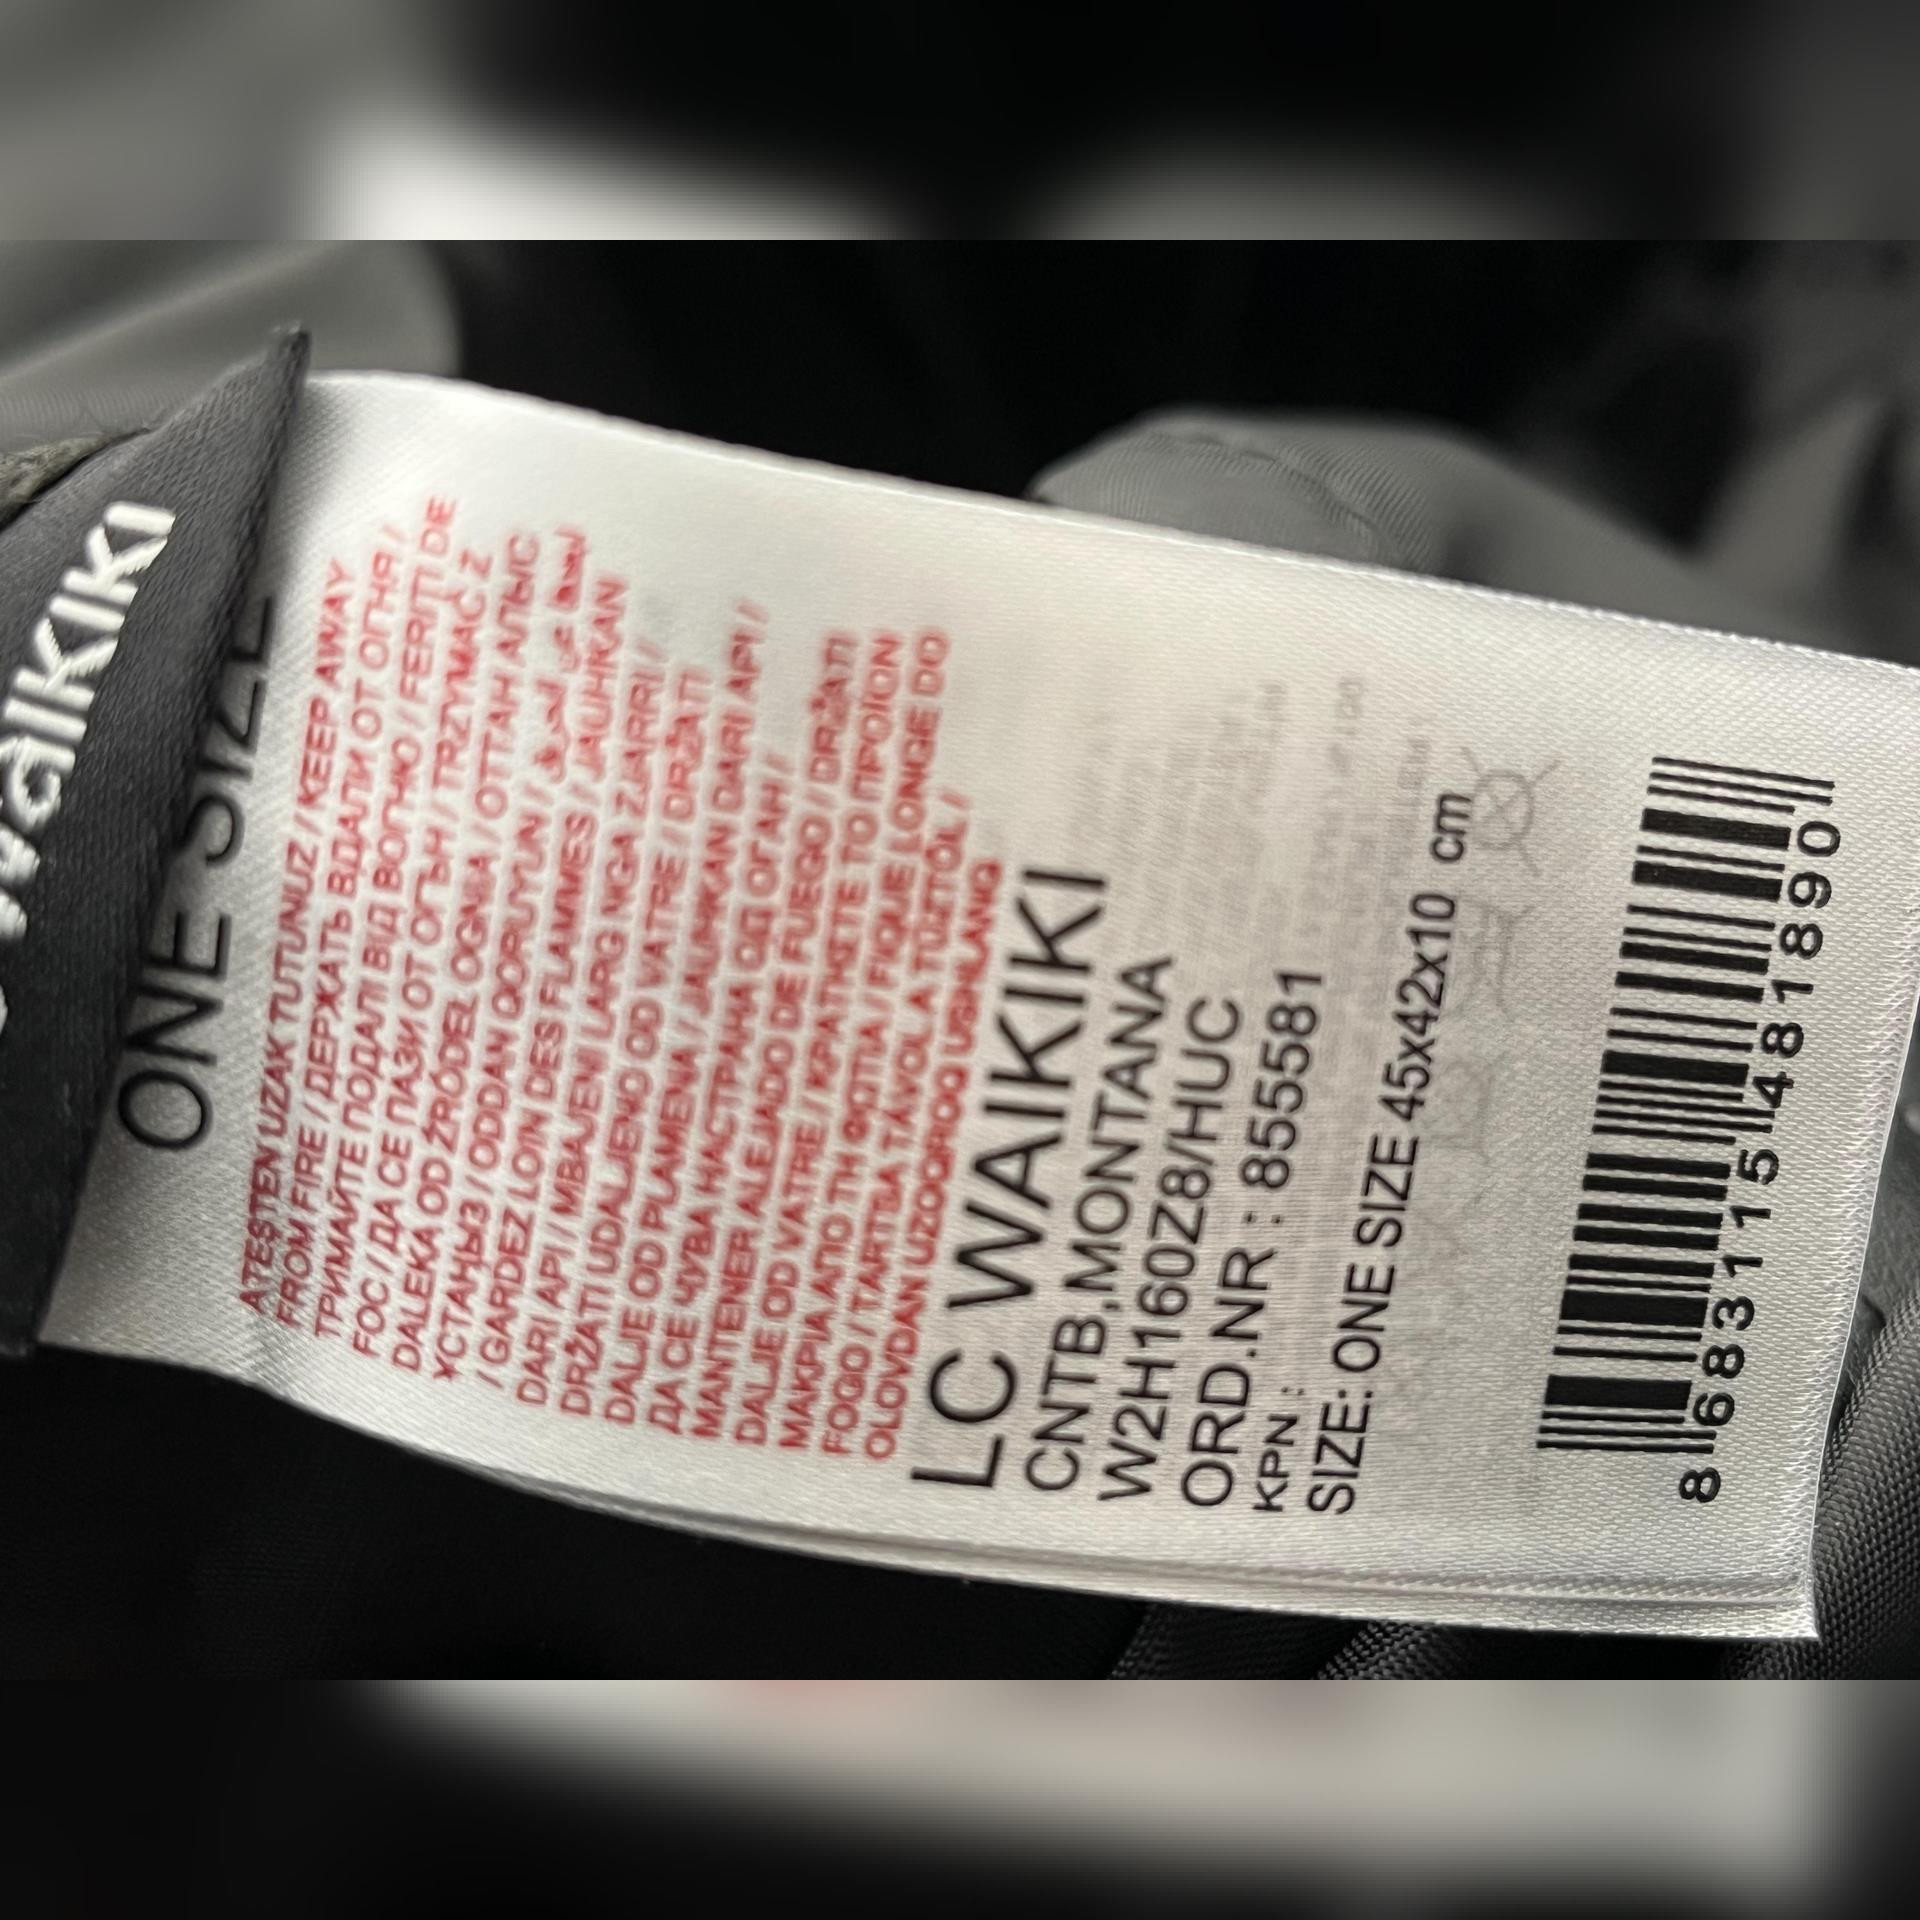 waikiki
ONE SIZE
ATEŞTEN UZAK TUTUNUZ / KEEP AWAY
FROM FIRE / ДЕРЖАТЬ ВДАЛИ ОТ ОГНЯ /
ТРИМАЙТЕ ПОДАЛІ ВІД ВОГНЮ / FERIȚI DE
FOC / ДА СЕ ПАЗИ ОТ ОГЪН / TRZYMAĆ Z
DALEKA OD ŹRÓDEŁ OGNIA / ОТТАН АЛЫС
ҰСТАҢЫЗ / ODDAN QORUYUN /
/ GARDEZ LOIN DES FLAMMES / JAUHKAN
DARI API / MBAJENI LARG NGA ZJARRI /
DRŽATI UDALJENO OD VATRE / DRŽATI
DALJE OD PLAMENA / JAUHKAN DARI API /
ДА СЕ ЧУВА НАСТРАНА ОД ОГАН /
MANTENER ALEJADO DE FUEGO / DRŽATI
DALJE OD VATRE / ΚΡΑΤΗΣΤΕ ΤΟ ΠΡΟΪΟΝ
ΜΑΚΡΙΑ ΑΠΟ ΤΗ ΦΩΤΙΑ / FIQUE LONGE DO
FOGO / TARTSA TÁVOL A TŰZTŐL /
OLOVDAN UZOQROQ USHLANG
LC WAIKIKI
CNTB,MONTANA
W2H160Z8/HUC
ORD.NR : 855581
KPN :
SIZE: ONE SIZE 45x42x10 cm
8 683115 481890